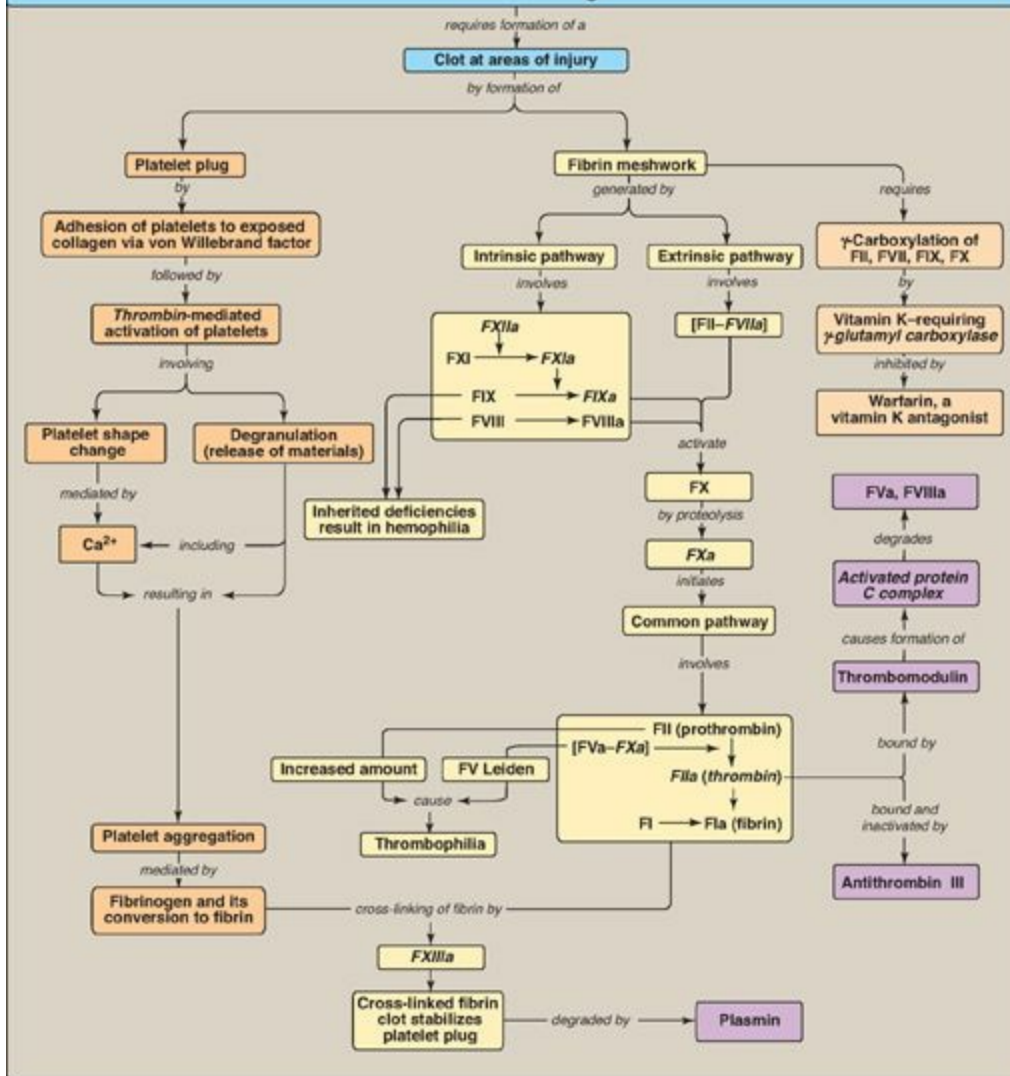 requires formation of a
Clot at areas of injury
by formation of
Platelet plug
by
Adhesion of platelets to exposed
collagen via von Willebrand factor
followed by
Thrombin-mediated
activation of platelets
involving
Platelet shape
change
Degranulation
(release of materials)
mediated by
Ca²⁺
including
resulting in
Platelet aggregation
mediated by
Fibrinogen and its
conversion to fibrin
Fibrin meshwork
generated by
Intrinsic pathway
involves
FXIIa
FXI
FXIa
FIX
FIXa
FVIII
FVIIIa
Inherited deficiencies
result in hemophilia
Extrinsic pathway
involves
[FII–FVIIa]
activate
FX
by proteolysis
FXa
initiates
Common pathway
involves
FII (prothrombin)
[FVa–FXa]
FIIa (thrombin)
FI
FIa (fibrin)
Increased amount
FV Leiden
cause
Thrombophilia
cross-linking of fibrin by
FXIIIa
Cross-linked fibrin
clot stabilizes
platelet plug
degraded by
Plasmin
requires
γ-Carboxylation of
FII, FVII, FIX, FX
by
Vitamin K–requiring
γ-glutamyl carboxylase
inhibited by
Warfarin, a
vitamin K antagonist
FVa, FVIIIa
degrades
Activated protein
C complex
causes formation of
Thrombomodulin
bound by
bound and
inactivated by
Antithrombin III